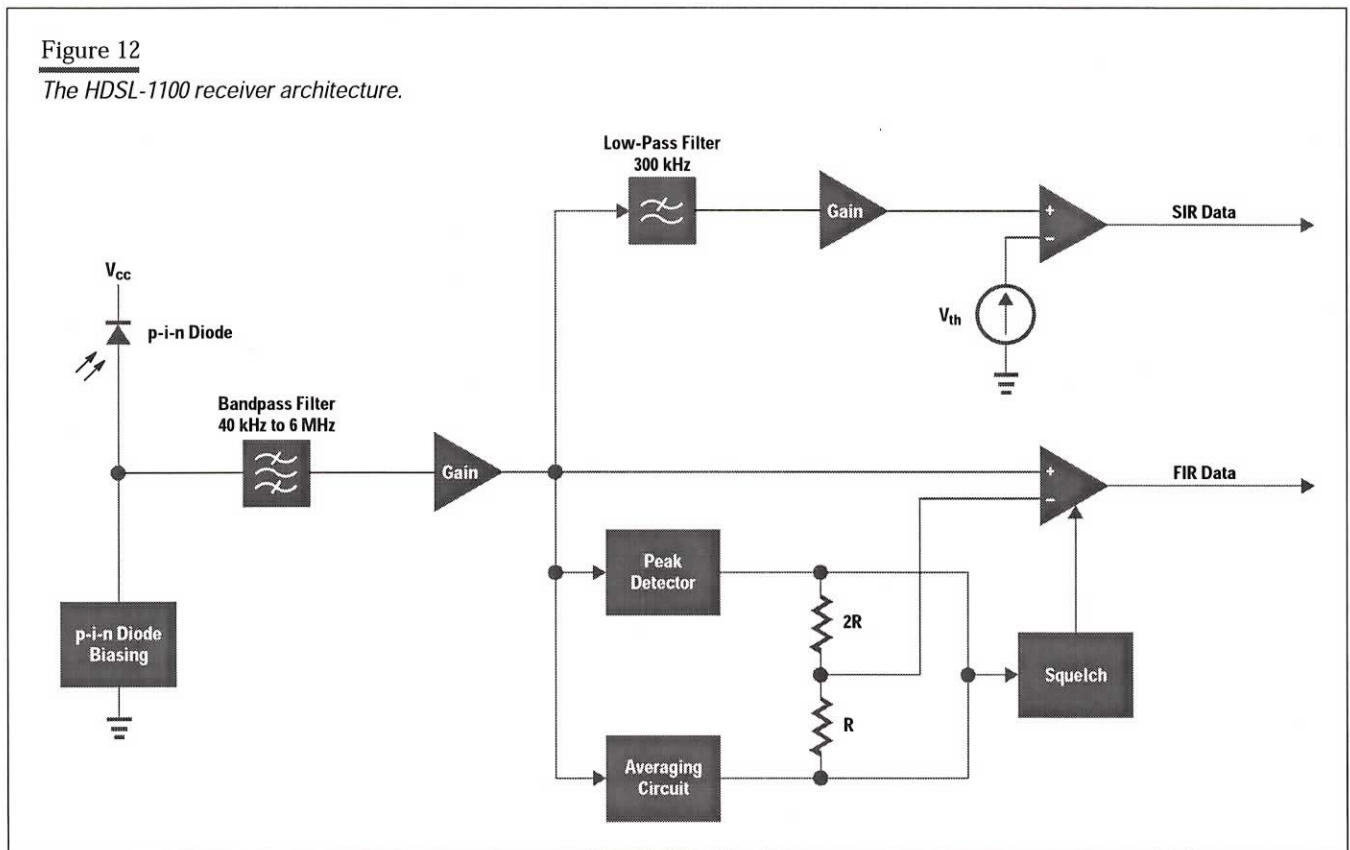 Figure 12
The HDSL-1100 receiver architecture.
Low-Pass Filter
300 kHz
Gain
+
−
SIR Data
Vth
Vcc
p-i-n Diode
Bandpass Filter
40 kHz to 6 MHz
Gain
+
−
FIR Data
Peak
Detector
2R
p-i-n Diode
Biasing
Squelch
R
Averaging
Circuit